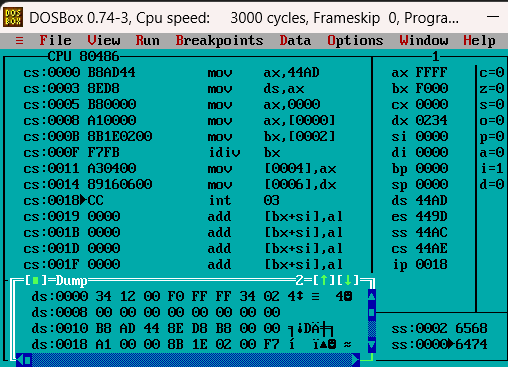 DOSBox 0.74-3, Cpu speed: 3000 cycles, Frameskip 0, Progra...
≡ File View Run Breakpoints Data Options Window Help
CPU 80486 1
cs:0000 B8AD44 mov ax,44AD ax FFFF c=0
cs:0003 8ED8 mov ds,ax bx F000 z=0
cs:0005 B80000 mov ax,0000 cx 0000 s=0
cs:0008 A10000 mov ax,[0000] dx 0234 o=0
cs:000B 8B1E0200 mov bx,[0002] si 0000 p=0
cs:000F F7FB idiv bx di 0000 a=0
cs:0011 A30400 mov [0004],ax bp 0000 i=1
cs:0014 89160600 mov [0006],dx sp 0000 d=0
cs:0018►CC int 03 ds 44AD
cs:0019 0000 add [bx+si],al es 449D
cs:001B 0000 add [bx+si],al ss 44AC
cs:001D 0000 add [bx+si],al cs 44AE
cs:001F 0000 add [bx+si],al ip 0018
[■]=Dump 2=[↑][↓]
ds:0000 34 12 00 F0 FF FF 34 02 4↕ ≡ 4☻
ds:0008 00 00 00 00 00 00 00 00
ds:0010 B8 AD 44 8E D8 B8 00 00 ╕¡DÄ╪╕
ds:0018 A1 00 00 8B 1E 02 00 F7 í ï▲☻ ≈
ss:0002 6568
ss:0000►6474